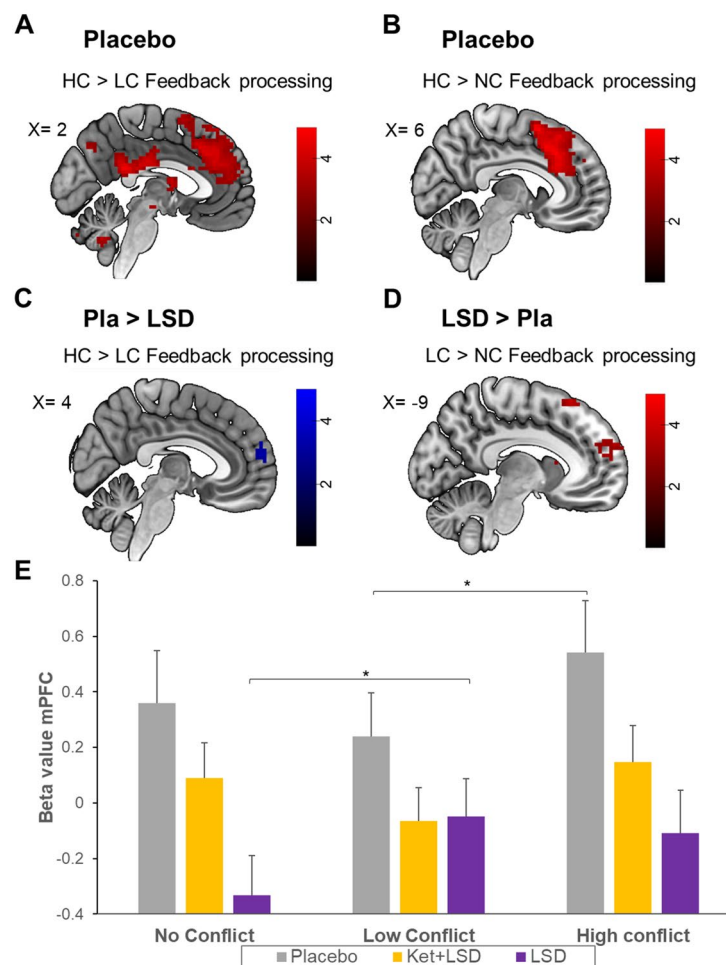 A
Placebo
HC > LC Feedback processing
X= 2
4
2
B
Placebo
HC > NC Feedback processing
X= 6
4
2
C
Pla > LSD
HC > LC Feedback processing
X= 4
4
2
D
LSD > Pla
LC > NC Feedback processing
X= -9
4
2
E
Beta value mPFC
0.8
0.6
0.4
0.2
0
-0.2
-0.4
*
*
No Conflict
Low Conflict
High conflict
Placebo
Ket+LSD
LSD